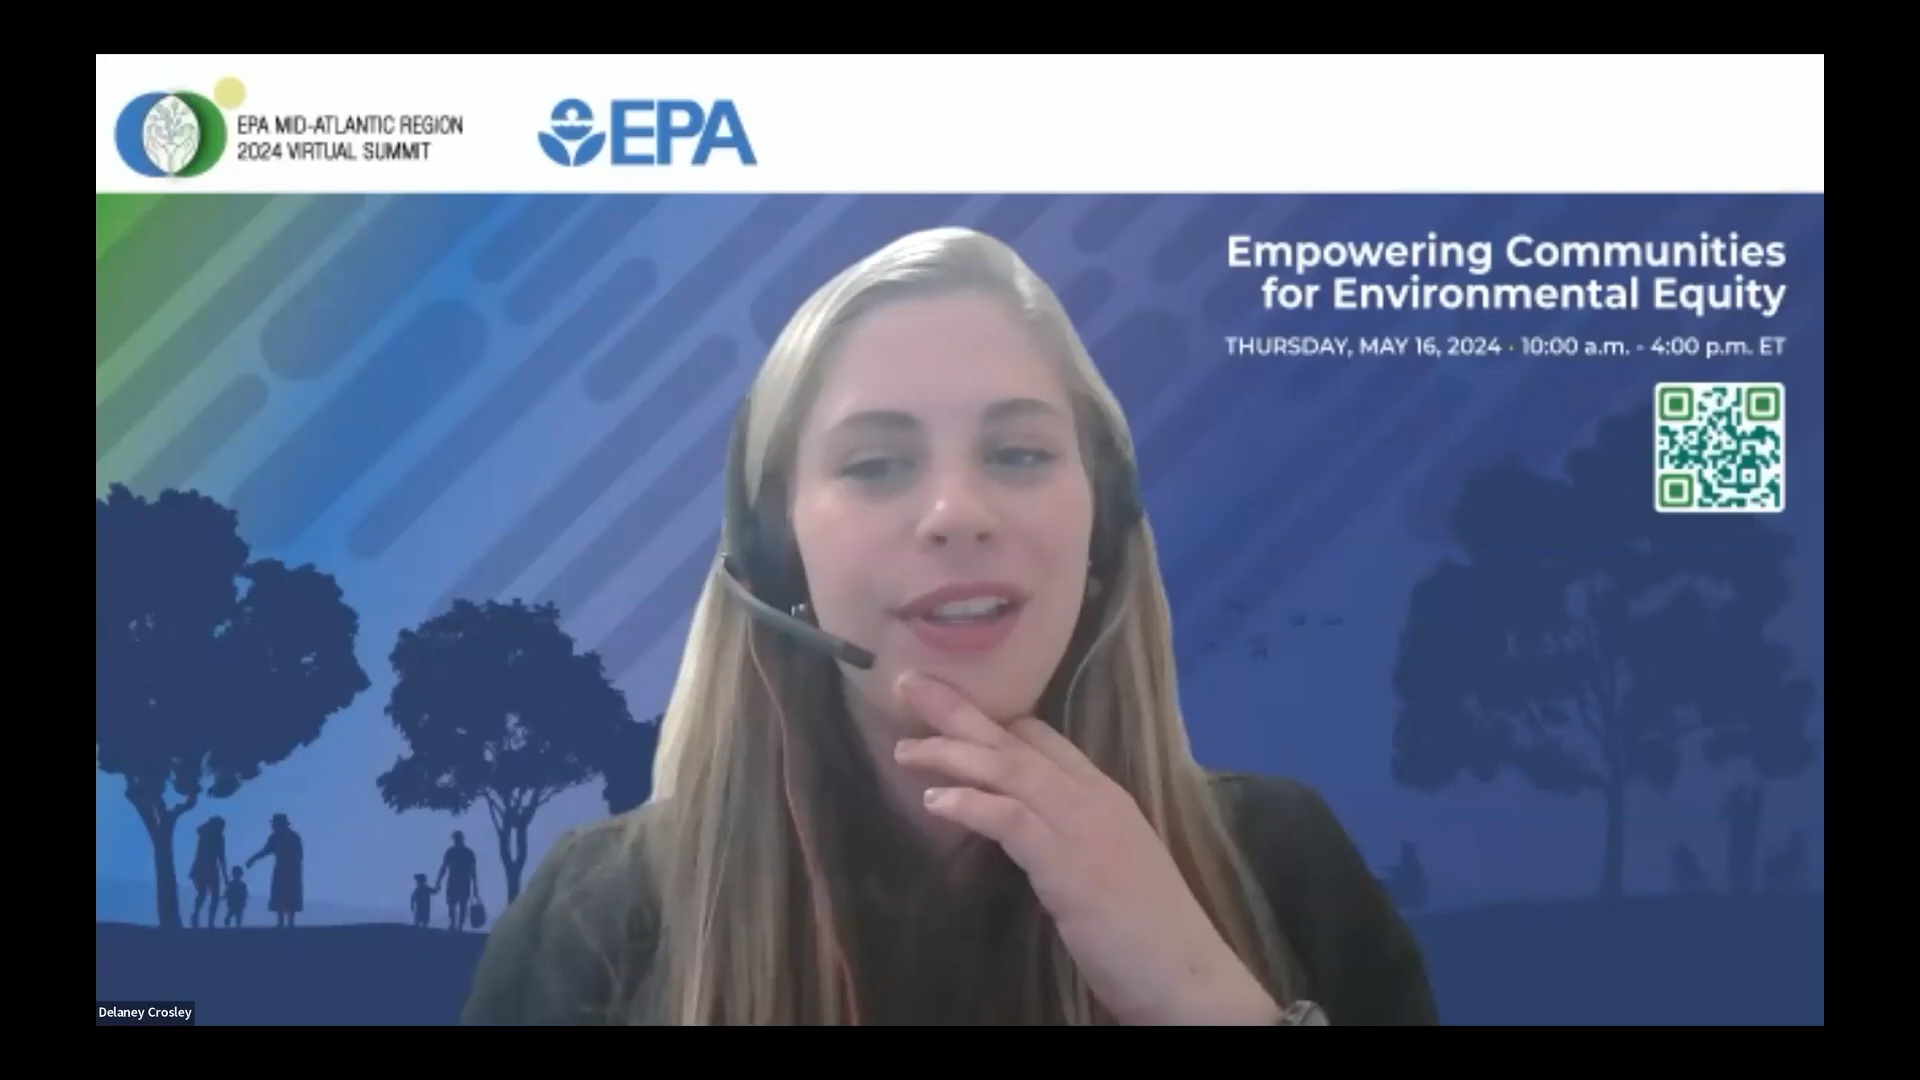 EPA MID-ATLANTIC REGION
2024 VIRTUAL SUMMIT
EPA
Empowering Communities
for Environmental Equity
THURSDAY, MAY 16, 2024 · 10:00 a.m. - 4:00 p.m. ET
Delaney Crosley